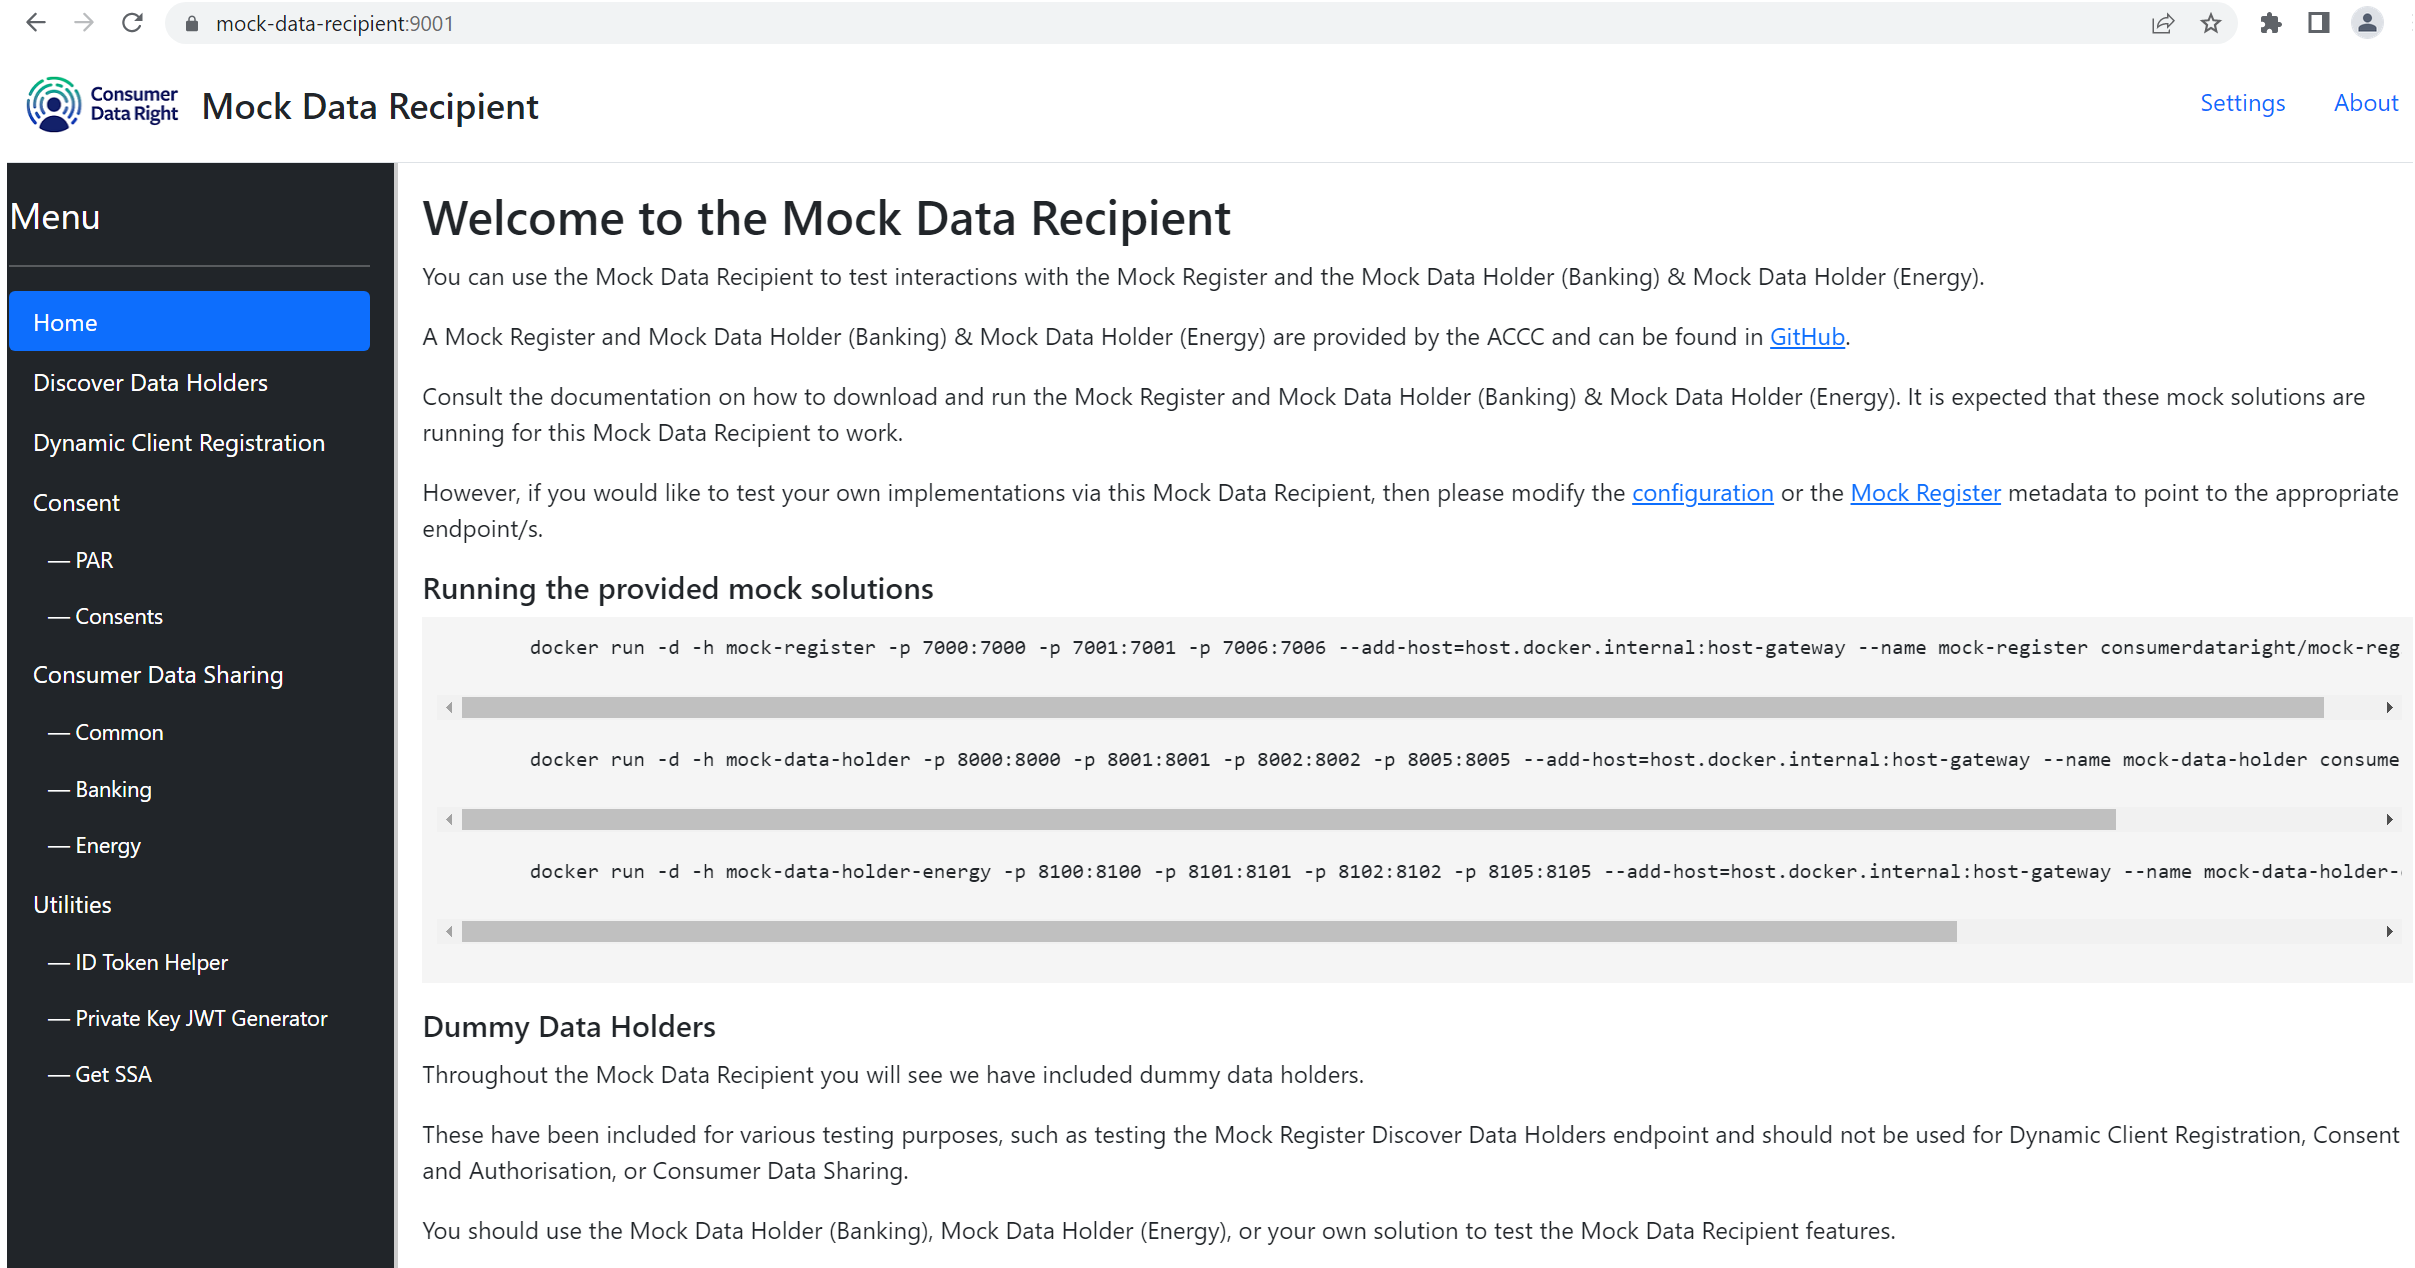 mock-data-recipient:9001
Consumer
Data Right
Mock Data Recipient
Settings
About
Menu
Home
Discover Data Holders
Dynamic Client Registration
Consent
— PAR
— Consents
Consumer Data Sharing
— Common
— Banking
— Energy
Utilities
— ID Token Helper
— Private Key JWT Generator
— Get SSA
Welcome to the Mock Data Recipient
You can use the Mock Data Recipient to test interactions with the Mock Register and the Mock Data Holder (Banking) & Mock Data Holder (Energy).
A Mock Register and Mock Data Holder (Banking) & Mock Data Holder (Energy) are provided by the ACCC and can be found in GitHub.
Consult the documentation on how to download and run the Mock Register and Mock Data Holder (Banking) & Mock Data Holder (Energy). It is expected that these mock solutions are
running for this Mock Data Recipient to work.
However, if you would like to test your own implementations via this Mock Data Recipient, then please modify the configuration or the Mock Register metadata to point to the appropriate
endpoint/s.
Running the provided mock solutions
docker run -d -h mock-register -p 7000:7000 -p 7001:7001 -p 7006:7006 --add-host=host.docker.internal:host-gateway --name mock-register consumerdataright/mock-reg
docker run -d -h mock-data-holder -p 8000:8000 -p 8001:8001 -p 8002:8002 -p 8005:8005 --add-host=host.docker.internal:host-gateway --name mock-data-holder consume
docker run -d -h mock-data-holder-energy -p 8100:8100 -p 8101:8101 -p 8102:8102 -p 8105:8105 --add-host=host.docker.internal:host-gateway --name mock-data-holder-
Dummy Data Holders
Throughout the Mock Data Recipient you will see we have included dummy data holders.
These have been included for various testing purposes, such as testing the Mock Register Discover Data Holders endpoint and should not be used for Dynamic Client Registration, Consent
and Authorisation, or Consumer Data Sharing.
You should use the Mock Data Holder (Banking), Mock Data Holder (Energy), or your own solution to test the Mock Data Recipient features.